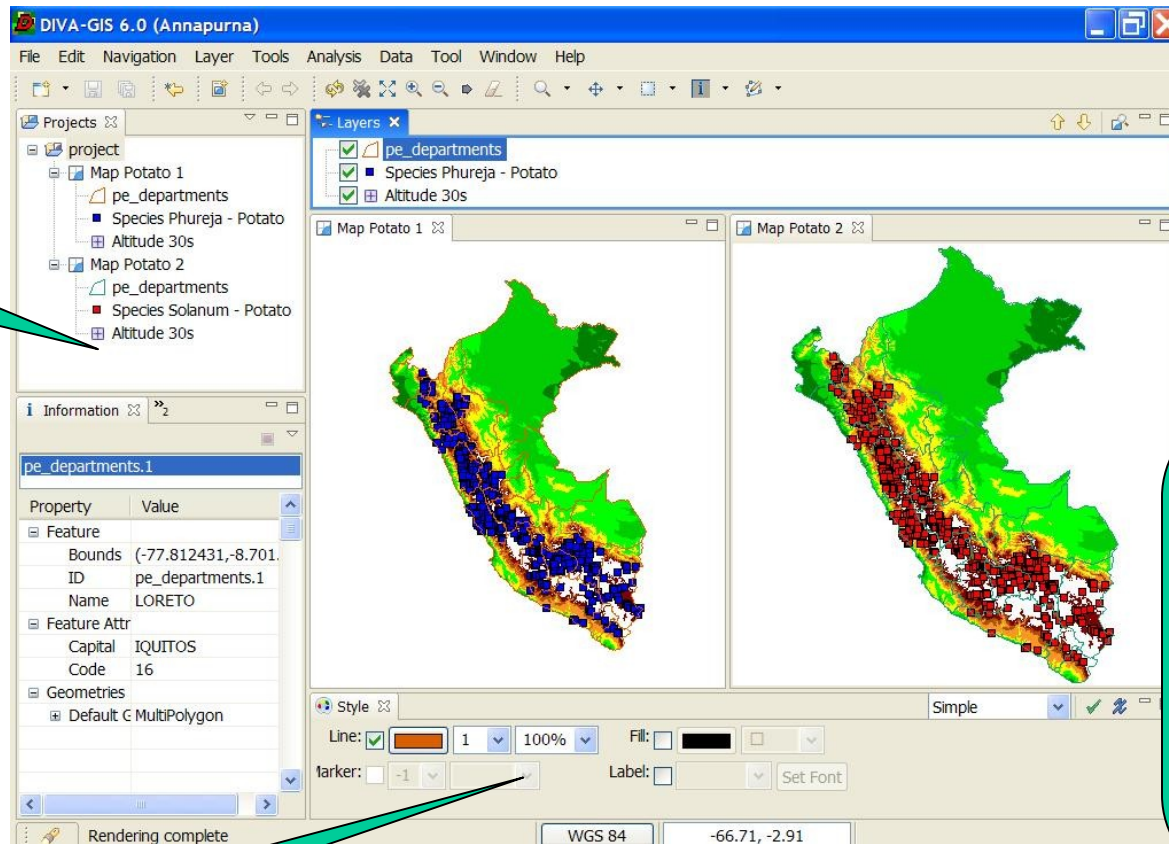 DIVA-GIS 6.0 (Annapurna)
File Edit Navigation Layer Tools Analysis Data Tool Window Help
Projects
project
Map Potato 1
pe_departments
Species Phureja - Potato
Altitude 30s
Map Potato 2
pe_departments
Species Solanum - Potato
Altitude 30s
Layers
pe_departments
Species Phureja - Potato
Altitude 30s
Map Potato 1
Map Potato 2
Information »2
pe_departments.1
Property Value
Feature
Bounds (-77.812431,-8.701.
ID pe_departments.1
Name LORETO
Feature Attr
Capital IQUITOS
Code 16
Geometries
Default G MultiPolygon
Style Simple
Line: 1 100% Fill:
Marker: -1 Label: Set Font
Rendering complete WGS 84 -66.71, -2.91